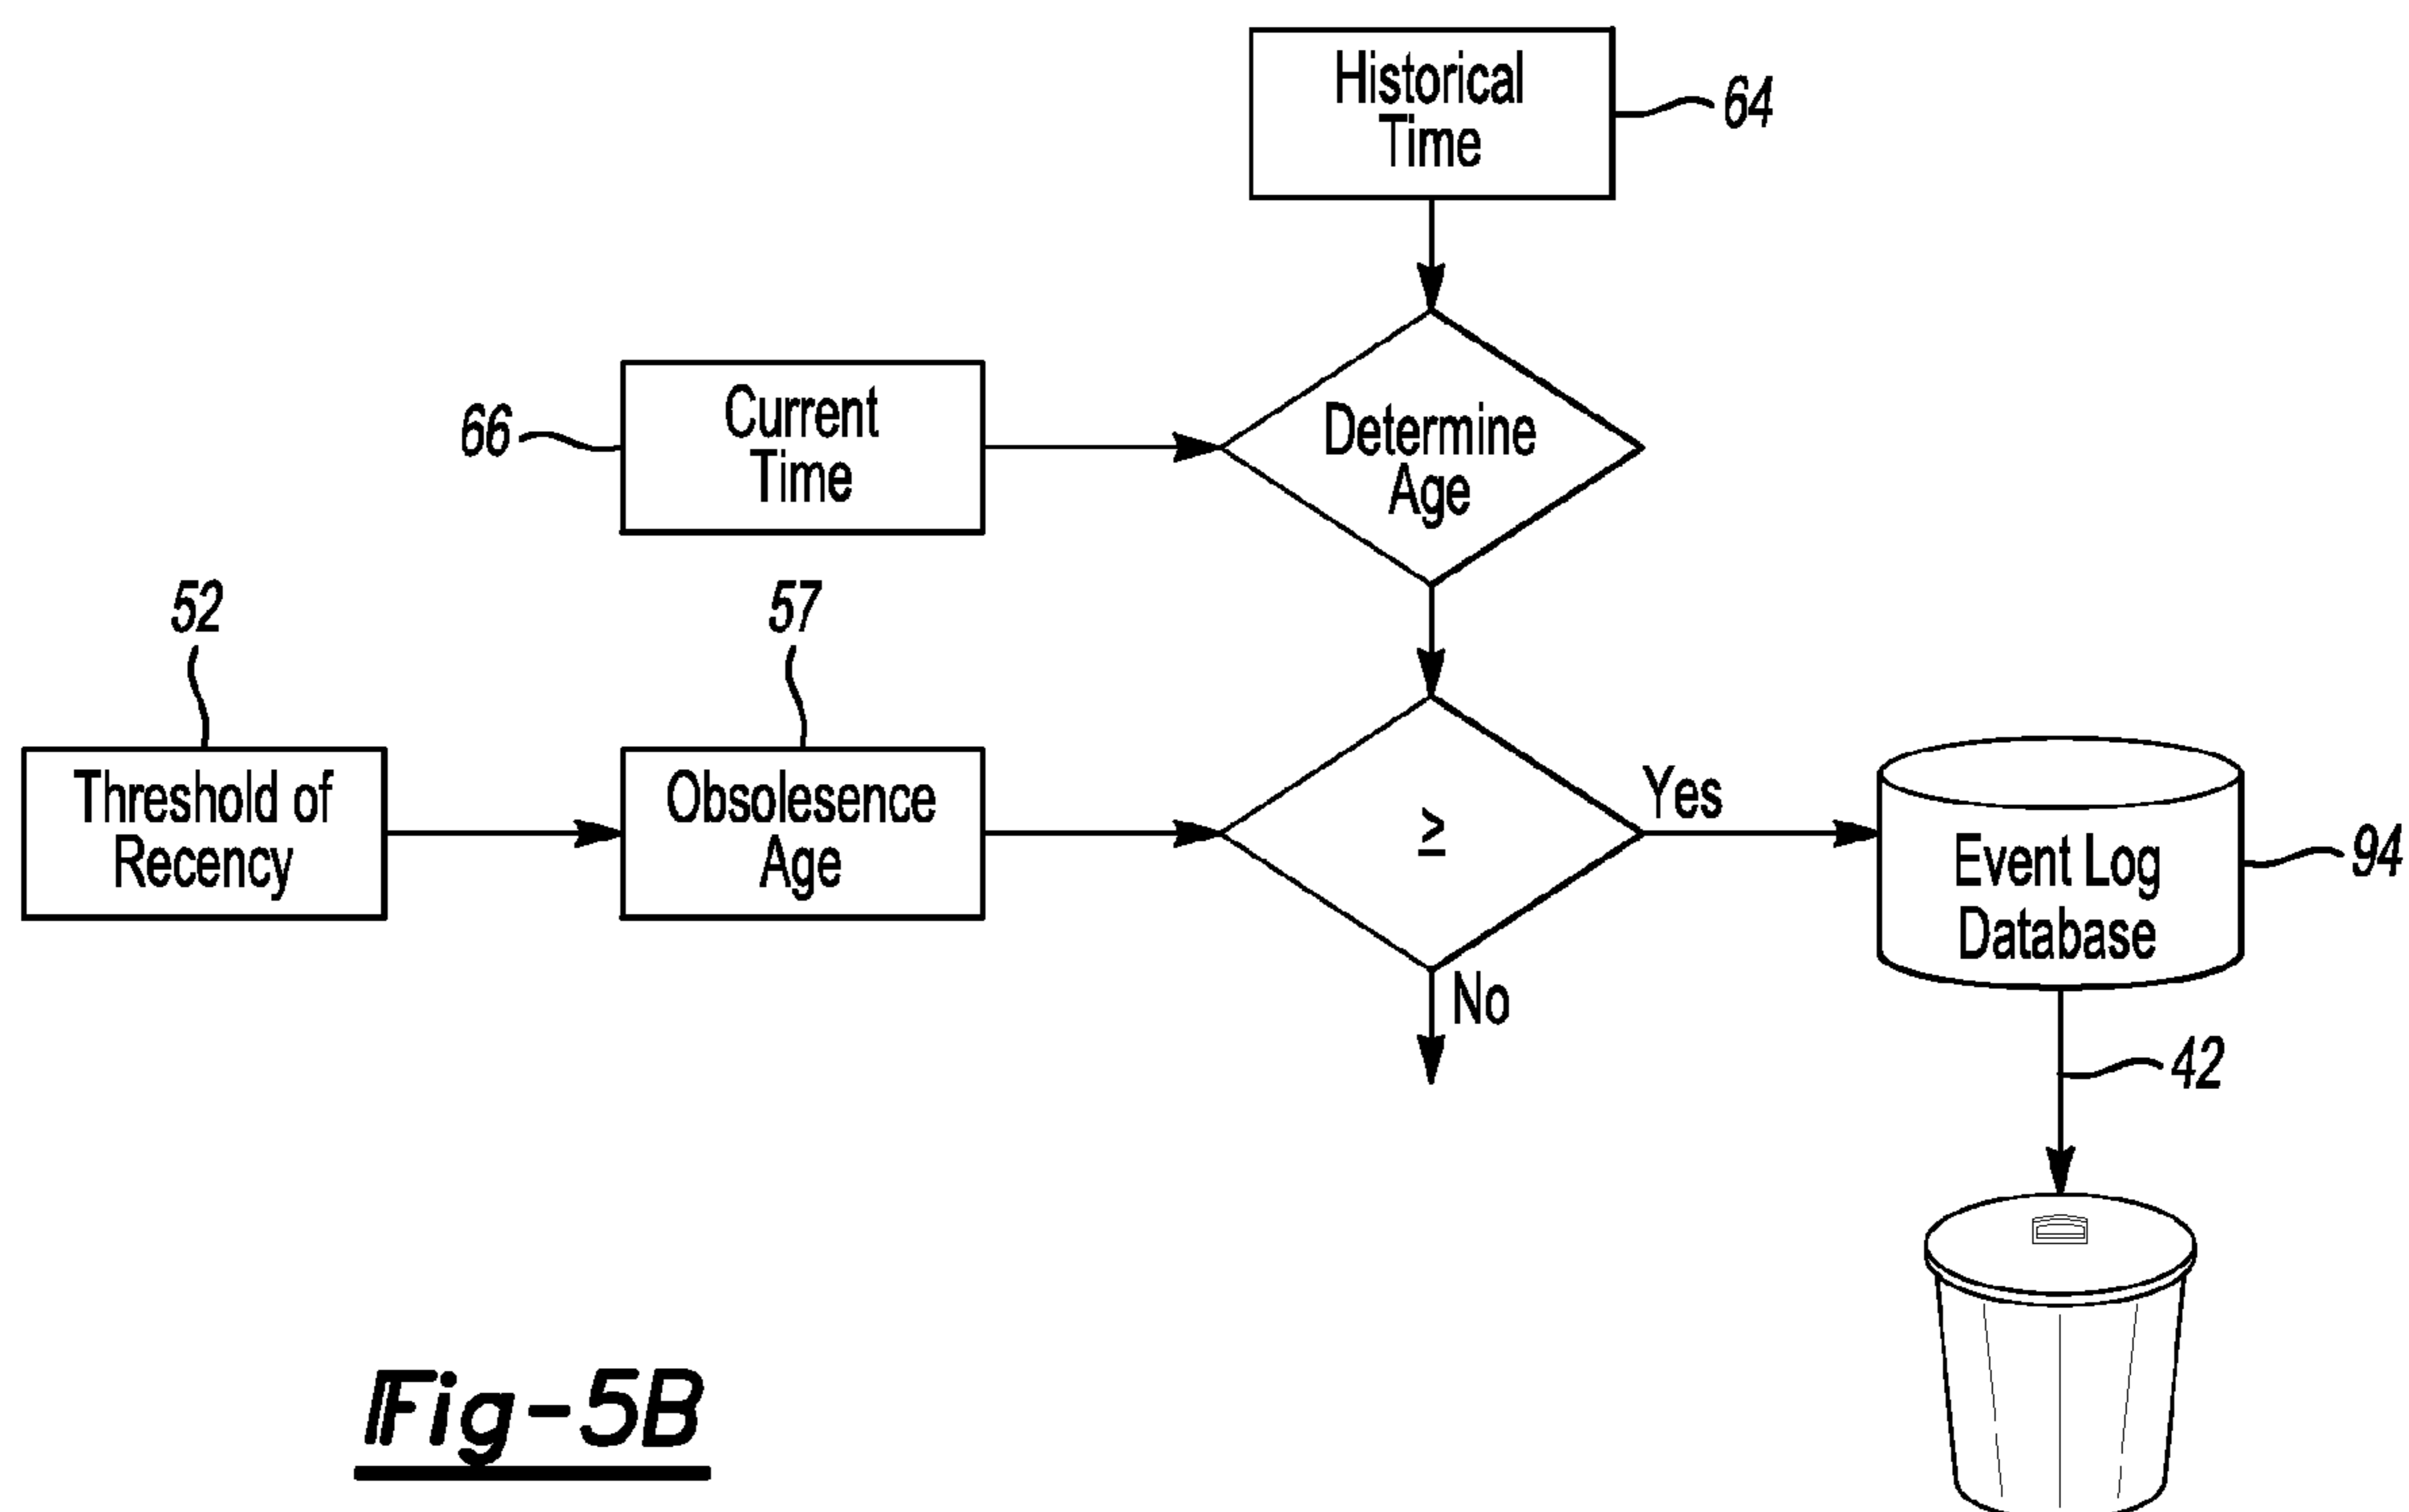 Historical
Time
64
66
Current
Time
Determine
Age
52
57
Threshold of
Recency
Obsolesence
Age
≥
Yes
No
Event Log
Database
94
42
Fig-5B